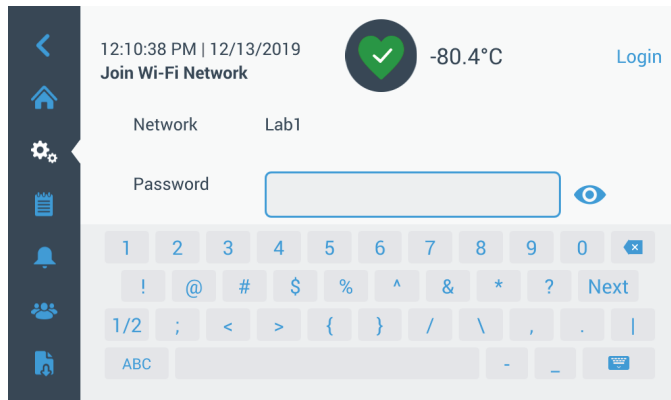 12:10:38 PM | 12/13/2019
Join Wi-Fi Network
-80.4°C
Login
Network Lab1
Password
1 2 3 4 5 6 7 8 9 0
! @ # $ % ^ & * ? Next
1/2 ; < > { } / \ , . |
ABC - _